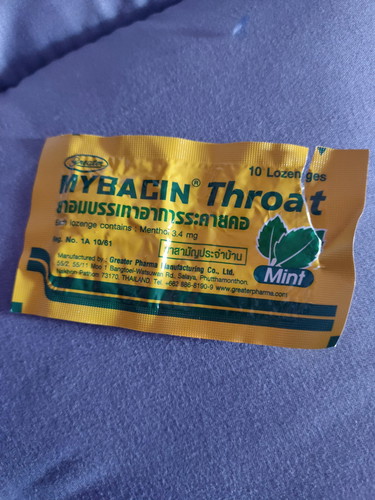 Greater
10 Lozenges
MYBACIN® Throat
ยาอมบรรเทาอาการระคายคอ
Each lozenge contains : Menthol 3.4 mg
Reg. No. 1A 10/61
ยาสามัญประจำบ้าน
Mint
Manufactured by : Greater Pharma Manufacturing Co., Ltd.
55/2, 55/11 Moo 1 Bangtoei-Watsuwan Rd., Salaya, Phutthamonthon,
Nakhon-Pathom 73170, THAILAND. Tel. +662 886-8190-9 www.greaterpharma.com